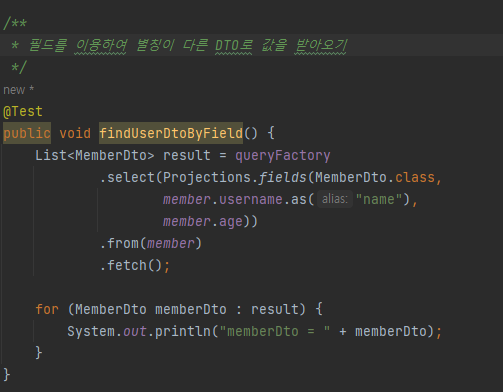 /**
 * 필드를 이용하여 별칭이 다른 DTO로 값을 받아오기
 */
new *
@Test
public void findUserDtoByField() {
    List<MemberDto> result = queryFactory
            .select(Projections.fields(MemberDto.class,
                    member.username.as( alias: "name"),
                    member.age))
            .from(member)
            .fetch();

    for (MemberDto memberDto : result) {
        System.out.println("memberDto = " + memberDto);
    }
}